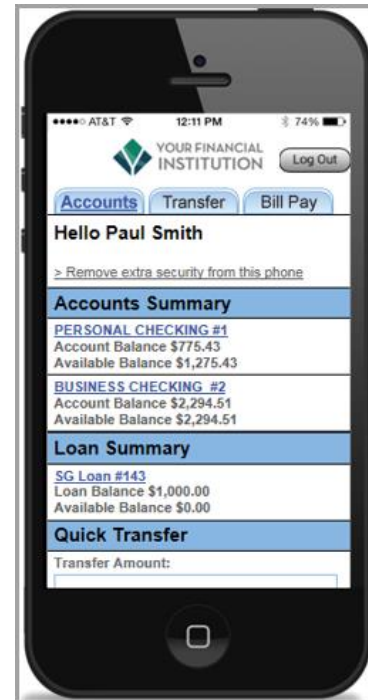 AT&T 12:11 PM 74%
YOUR FINANCIAL
INSTITUTION
Log Out
Accounts Transfer Bill Pay
Hello Paul Smith
> Remove extra security from this phone
Accounts Summary
PERSONAL CHECKING #1
Account Balance $775.43
Available Balance $1,275.43
BUSINESS CHECKING #2
Account Balance $2,294.51
Available Balance $2,294.51
Loan Summary
SG Loan #143
Loan Balance $1,000.00
Available Balance $0.00
Quick Transfer
Transfer Amount: